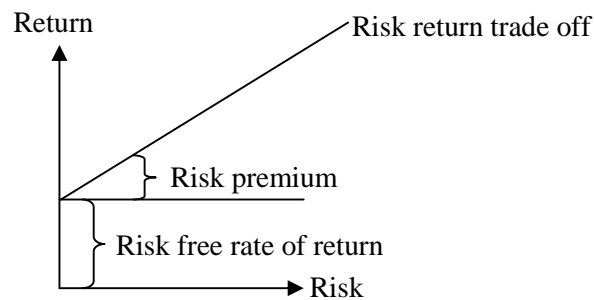 Return
Risk return trade off
Risk premium
Risk free rate of return
Risk